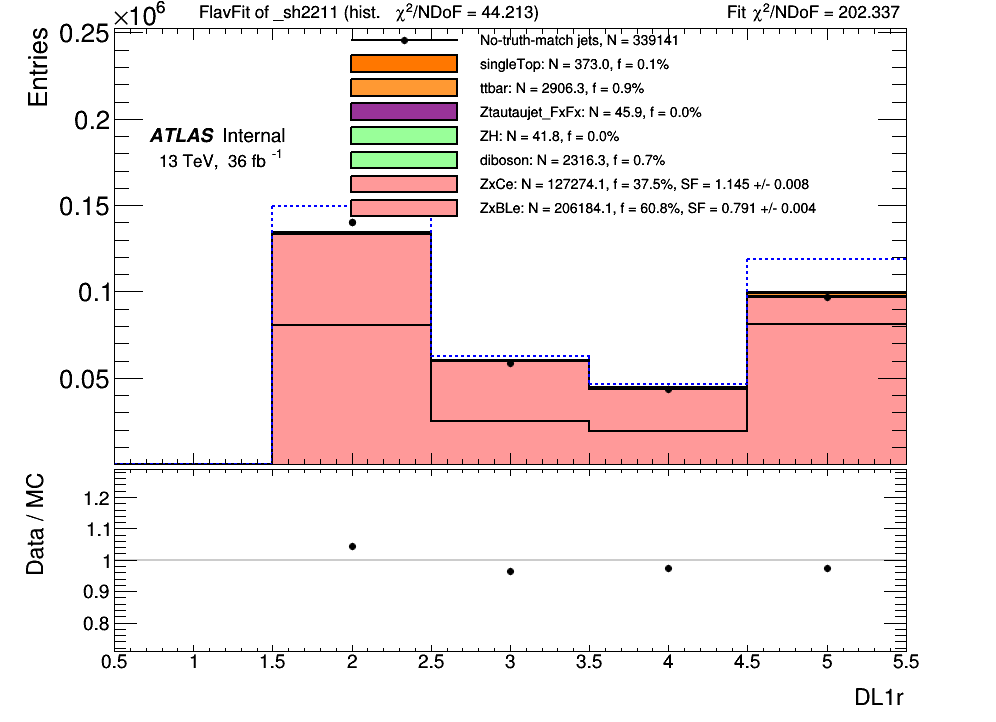 FlavFit of _sh2211 (hist. χ²/NDoF = 44.213) Fit χ²/NDoF = 202.337
×10⁶
Entries
0.25
0.2
0.15
0.1
0.05
No-truth-match jets, N = 339141
singleTop: N = 373.0, f = 0.1%
ttbar: N = 2906.3, f = 0.9%
Ztautaujet_FxFx: N = 45.9, f = 0.0%
ZH: N = 41.8, f = 0.0%
diboson: N = 2316.3, f = 0.7%
ZxCe: N = 127274.1, f = 37.5%, SF = 1.145 +/- 0.008
ZxBLe: N = 206184.1, f = 60.8%, SF = 0.791 +/- 0.004
ATLAS Internal
13 TeV, 36 fb⁻¹
Data / MC
1.2
1.1
1
0.9
0.8
0.5 1 1.5 2 2.5 3 3.5 4 4.5 5 5.5
DL1r